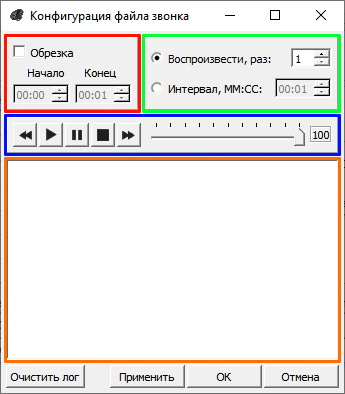 Конфигурация файла звонка
Обрезка
Начало Конец
00:00 00:01
Воспроизвести, раз: 1
Интервал, ММ:СС: 00:01
100
Очистить лог Применить ОК Отмена